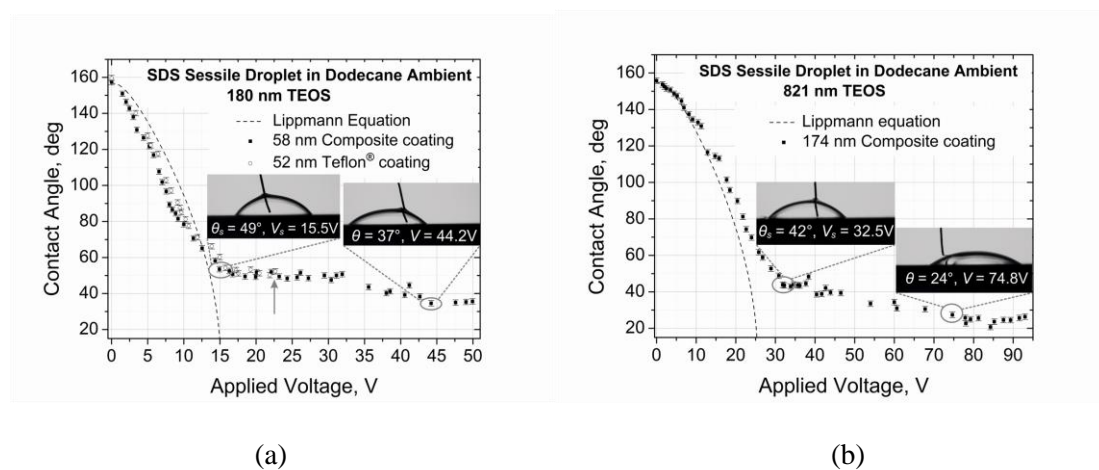 SDS Sessile Droplet in Dodecane Ambient
180 nm TEOS
Lippmann Equation
58 nm Composite coating
52 nm Teflon® coating
θs = 49°, Vs = 15.5V
θ = 37°, V = 44.2V
Contact Angle, deg
160
140
120
100
80
60
40
20
0 5 10 15 20 25 30 35 40 45 50
Applied Voltage, V
(a)
SDS Sessile Droplet in Dodecane Ambient
821 nm TEOS
Lippmann equation
174 nm Composite coating
θs = 42°, Vs = 32.5V
θ = 24°, V = 74.8V
Contact Angle, deg
160
140
120
100
80
60
40
20
0 10 20 30 40 50 60 70 80 90
Applied Voltage, V
(b)